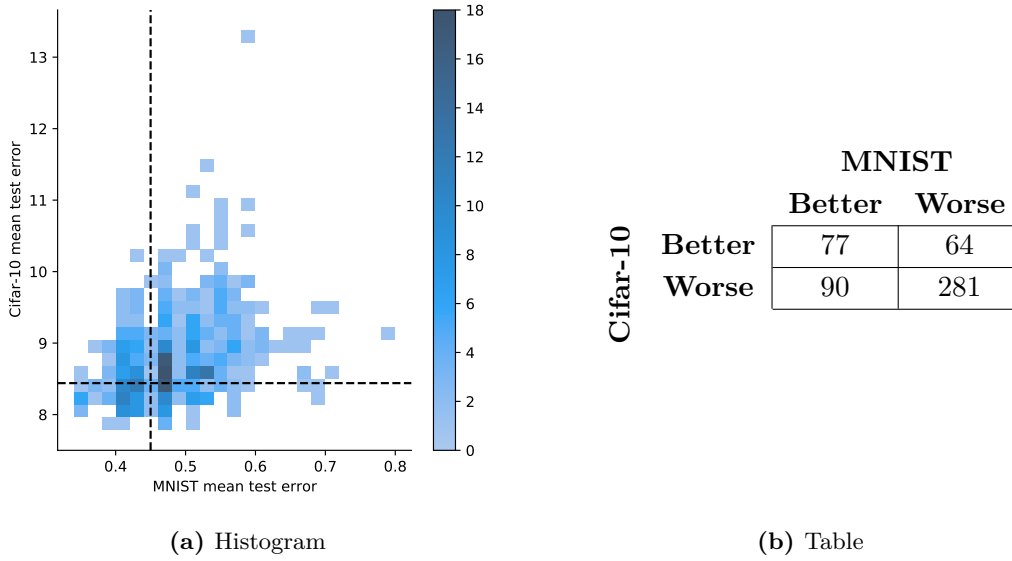 13
12
11
10
9
8
Cifar-10 mean test error
0.4 0.5 0.6 0.7 0.8
MNIST mean test error
18
16
14
12
10
8
6
4
2
0
(a) Histogram
MNIST
Better Worse
Cifar-10
Better 77 64
Worse 90 281
(b) Table